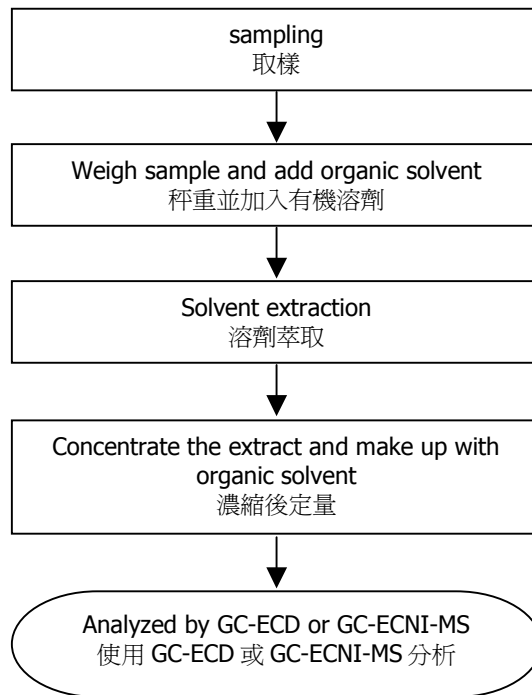 sampling
取樣
Weigh sample and add organic solvent
秤重並加入有機溶劑
Solvent extraction
溶劑萃取
Concentrate the extract and make up with
organic solvent
濃縮後定量
Analyzed by GC-ECD or GC-ECNI-MS
使用 GC-ECD 或 GC-ECNI-MS 分析